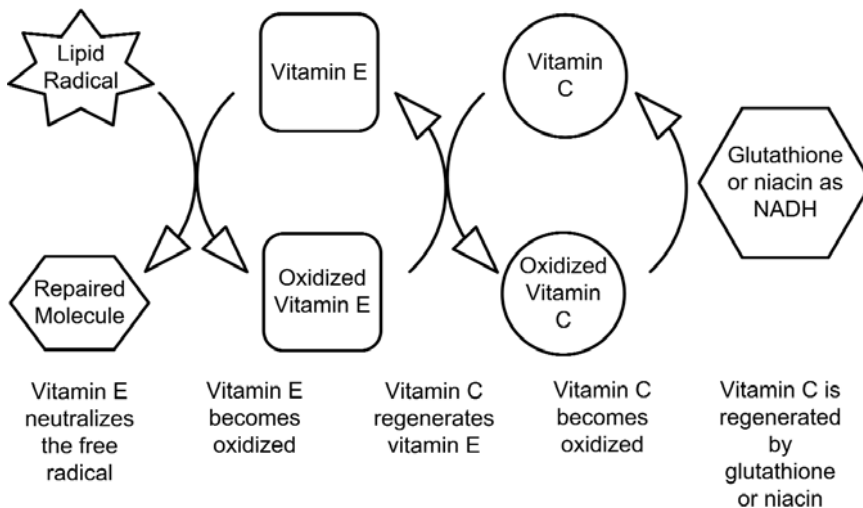 Lipid
Radical
Vitamin E
Vitamin
C
Glutathione
or niacin as
NADH
Repaired
Molecule
Oxidized
Vitamin E
Oxidized
Vitamin
C
Vitamin E
neutralizes
the free
radical
Vitamin E
becomes
oxidized
Vitamin C
regenerates
vitamin E
Vitamin C
becomes
oxidized
Vitamin C is
regenerated
by
glutathione
or niacin